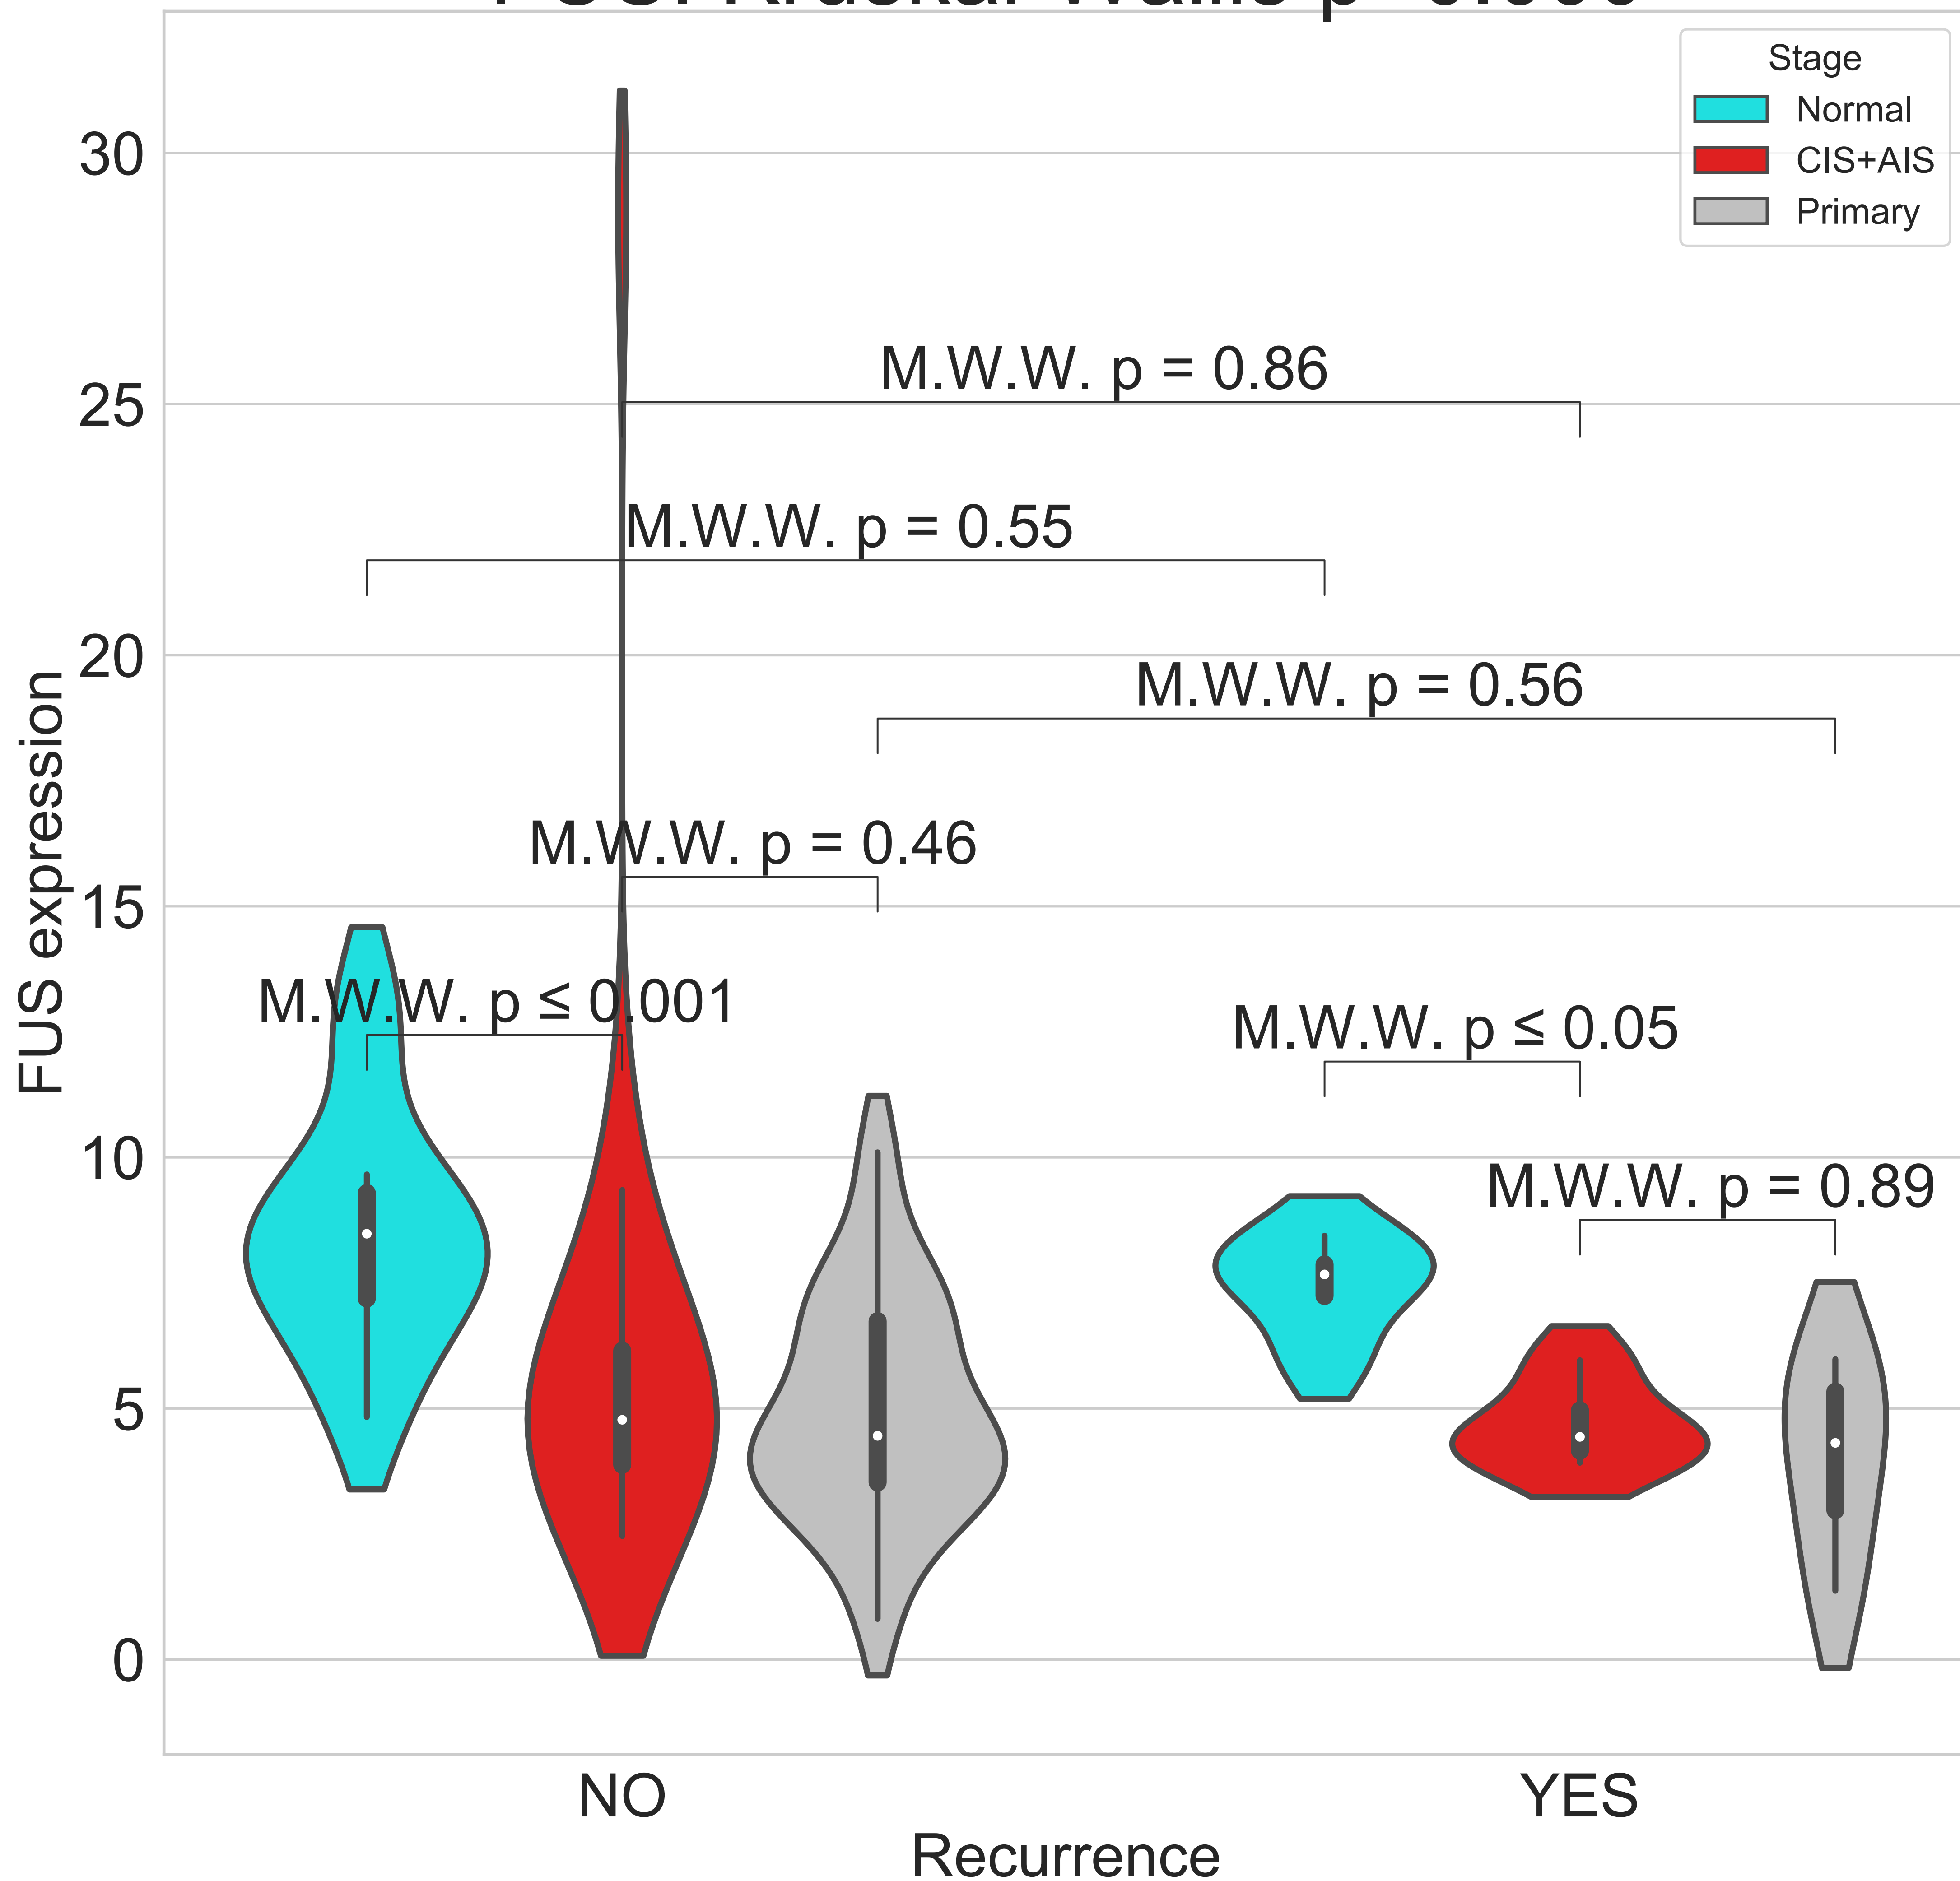 Stage
Normal
CIS+AIS
Primary
30
25
20
15
10
5
0
FUS expression
M.W.W. p = 0.86
M.W.W. p = 0.55
M.W.W. p = 0.56
M.W.W. p = 0.46
M.W.W. p ≤ 0.001
M.W.W. p ≤ 0.05
M.W.W. p = 0.89
NO
YES
Recurrence